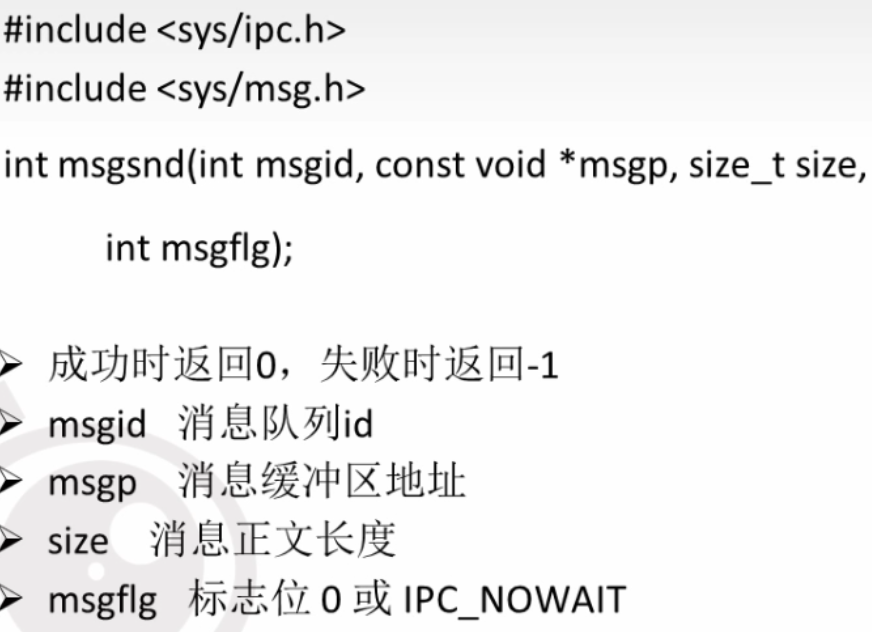 #include <sys/ipc.h>
#include <sys/msg.h>
int msgsnd(int msgid, const void *msgp, size_t size,
int msgflg);
成功时返回0，失败时返回-1
msgid 消息队列id
msgp 消息缓冲区地址
size 消息正文长度
msgflg 标志位 0 或 IPC_NOWAIT